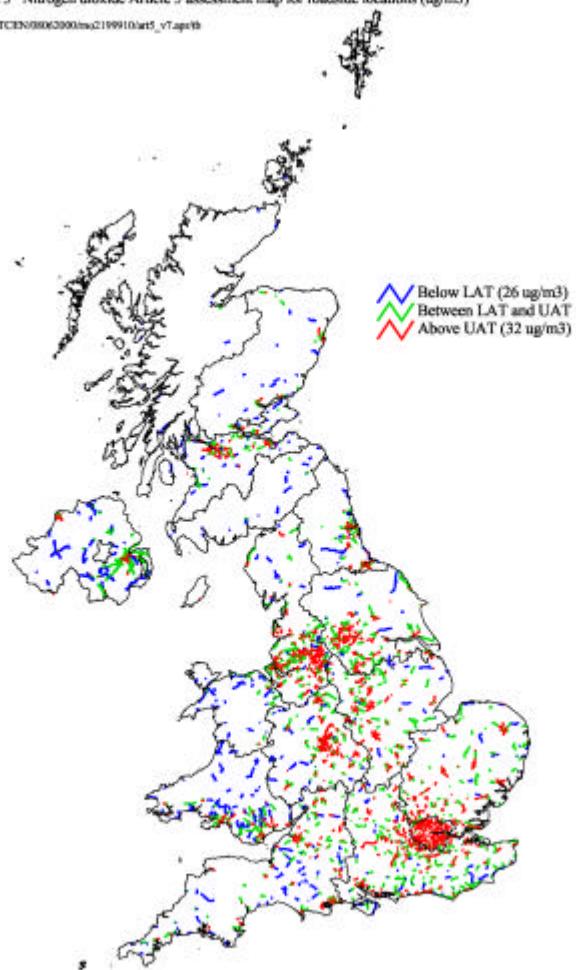 Nitrogen dioxide Article 5 assessment map for roadside locations (ug/m3)
Below LAT (26 ug/m3)
Between LAT and UAT
Above UAT (32 ug/m3)